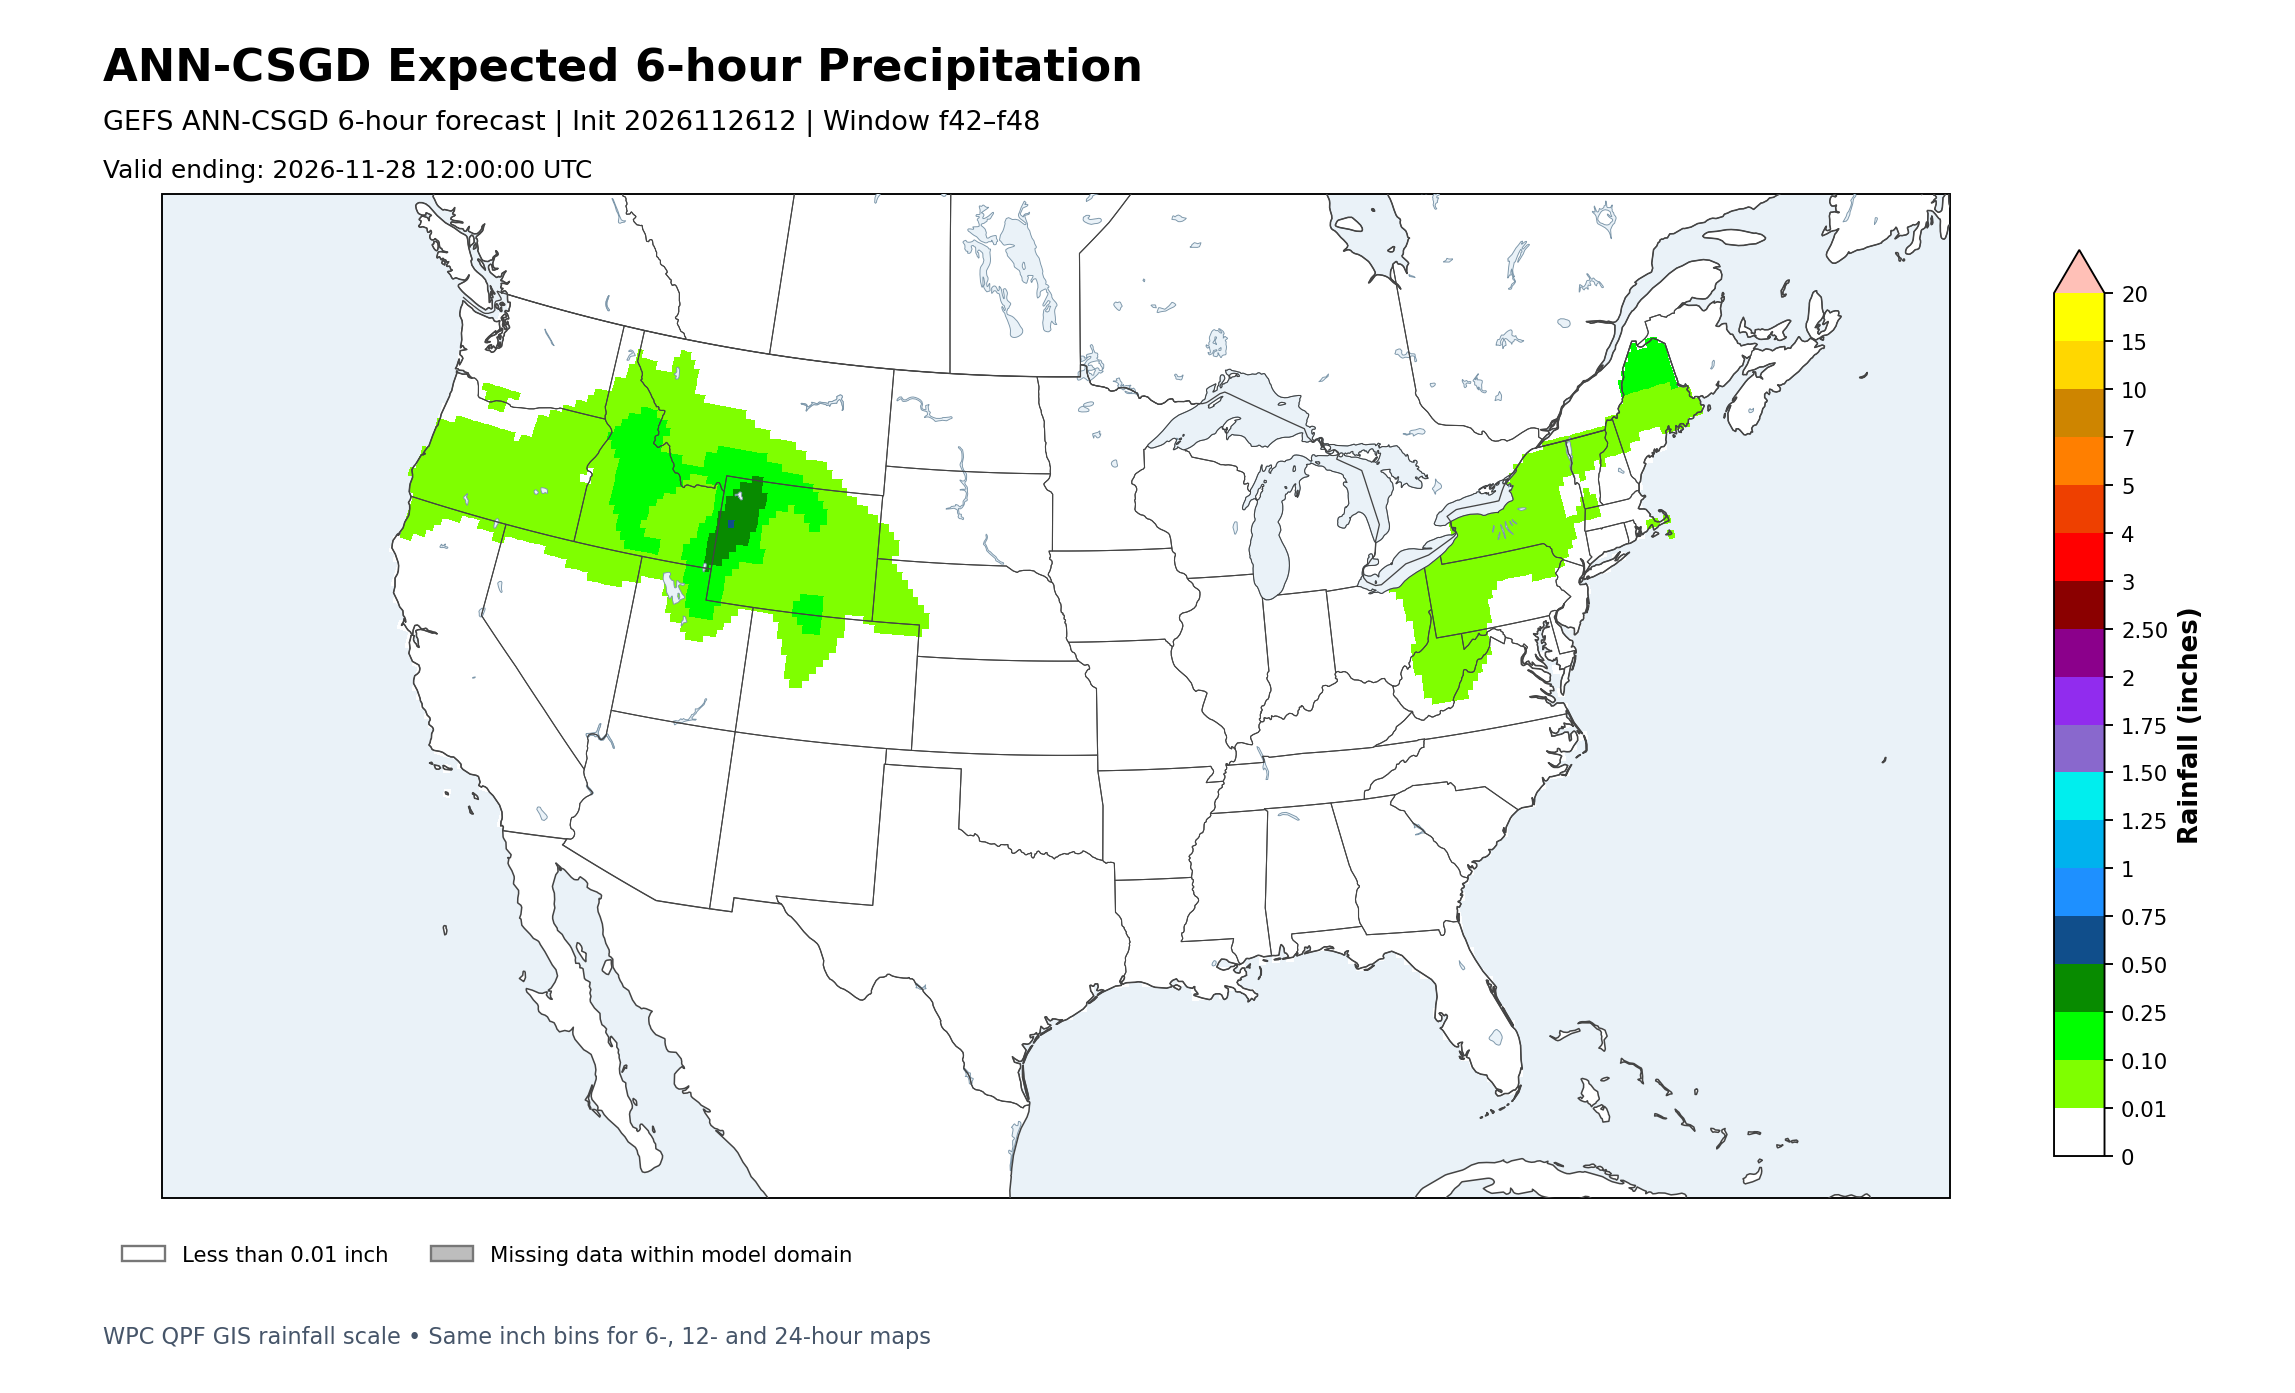 ANN-CSGD Expected 6-hour Precipitation
GEFS ANN-CSGD 6-hour forecast | Init 2026112612 | Window f42–f48
Valid ending: 2026-11-28 12:00:00 UTC
20
15
10
7
5
4
3
2.50
2
1.75
1.50
1.25
1
0.75
0.50
0.25
0.10
0.01
0
Rainfall (inches)
Less than 0.01 inch
Missing data within model domain
WPC QPF GIS rainfall scale • Same inch bins for 6-, 12- and 24-hour maps